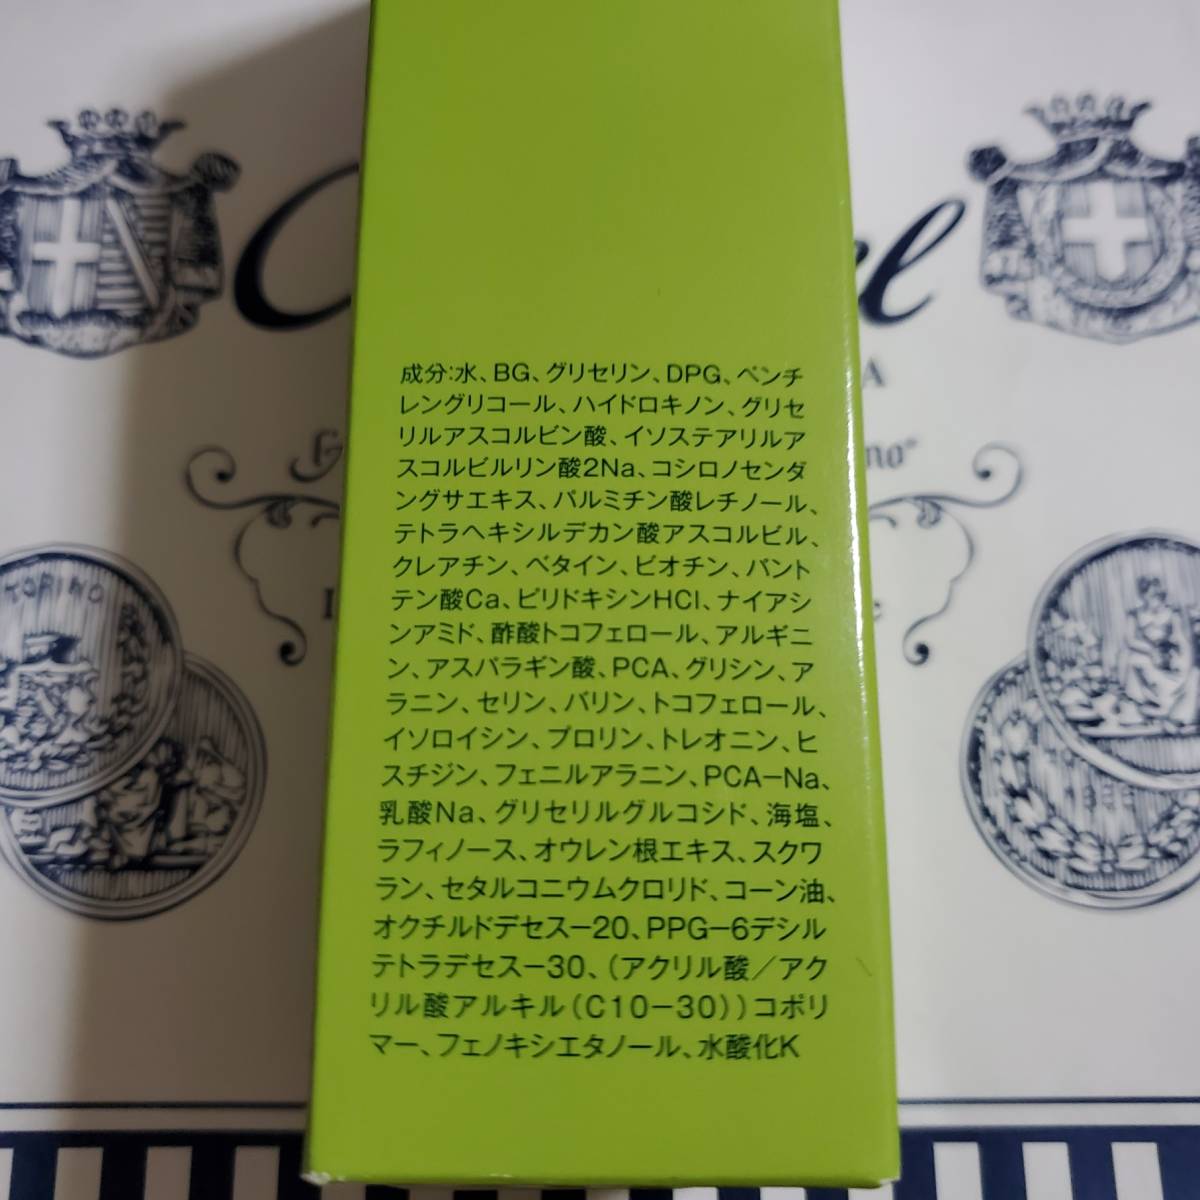 成分:水、BG、グリセリン、DPG、ペンチ
レングリコール、ハイドロキノン、グリセ
リルアスコルビン酸、イソステアリルア
スコルビルリン酸2Na、コシロノセンダ
ングサエキス、パルミチン酸レチノール、
テトラヘキシルデカン酸アスコルビル、
クレアチン、ベタイン、ビオチン、パント
テン酸Ca、ピリドキシンHCl、ナイアシ
ンアミド、酢酸トコフェロール、アルギニ
ン、アスパラギン酸、PCA、グリシン、ア
ラニン、セリン、バリン、トコフェロール、
イソロイシン、プロリン、トレオニン、ヒ
スチジン、フェニルアラニン、PCA−Na、
乳酸Na、グリセリルグルコシド、海塩、
ラフィノース、オウレン根エキス、スクワ
ラン、セタルコニウムクロリド、コーン油、
オクチルドデセス−20、PPG−6デシル
テトラデセス−30、(アクリル酸／アク
リル酸アルキル(C10−30))コポリ
マー、フェノキシエタノール、水酸化K
TORINO